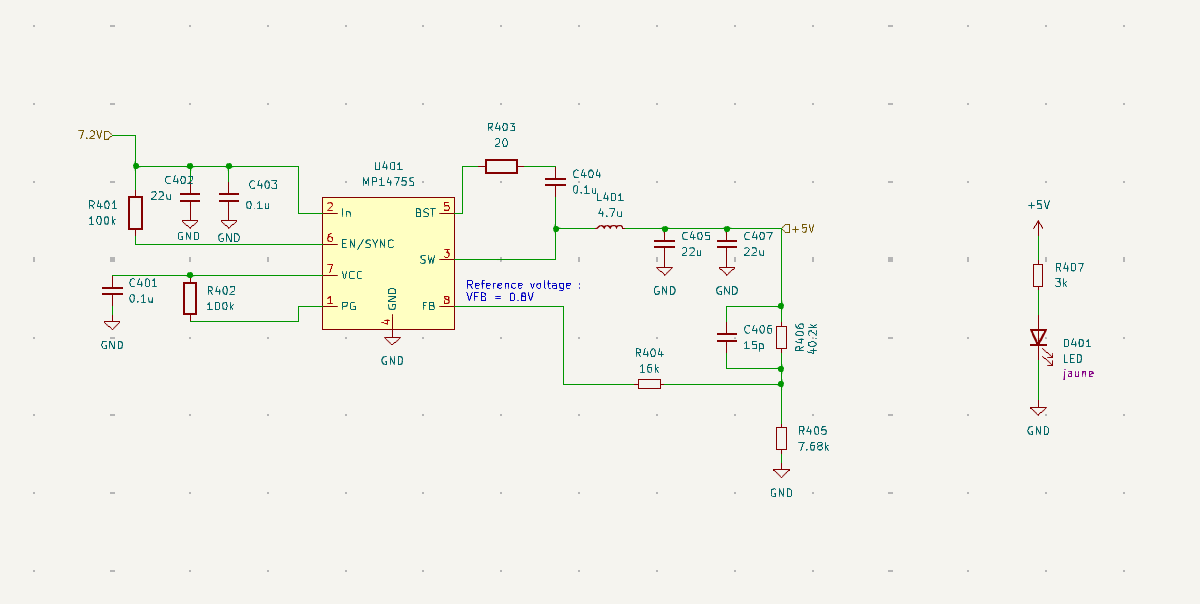 7.2V
R401
100k
C402
22u
GND
C403
0.1u
GND
C401
0.1u
GND
R402
100k
U401
MP1475S
2
In
6
EN/SYNC
7
VCC
1
PG
GND
4
GND
BST
5
SW
3
FB
8
R403
20
C404
0.1u
L401
4.7u
Reference voltage :
VFB = 0.8V
C405
22u
GND
C407
22u
GND
+5V
C406
15p
R406
40.2k
R404
16k
R405
7.68k
GND
+5V
R407
3k
D401
LED
jaune
GND